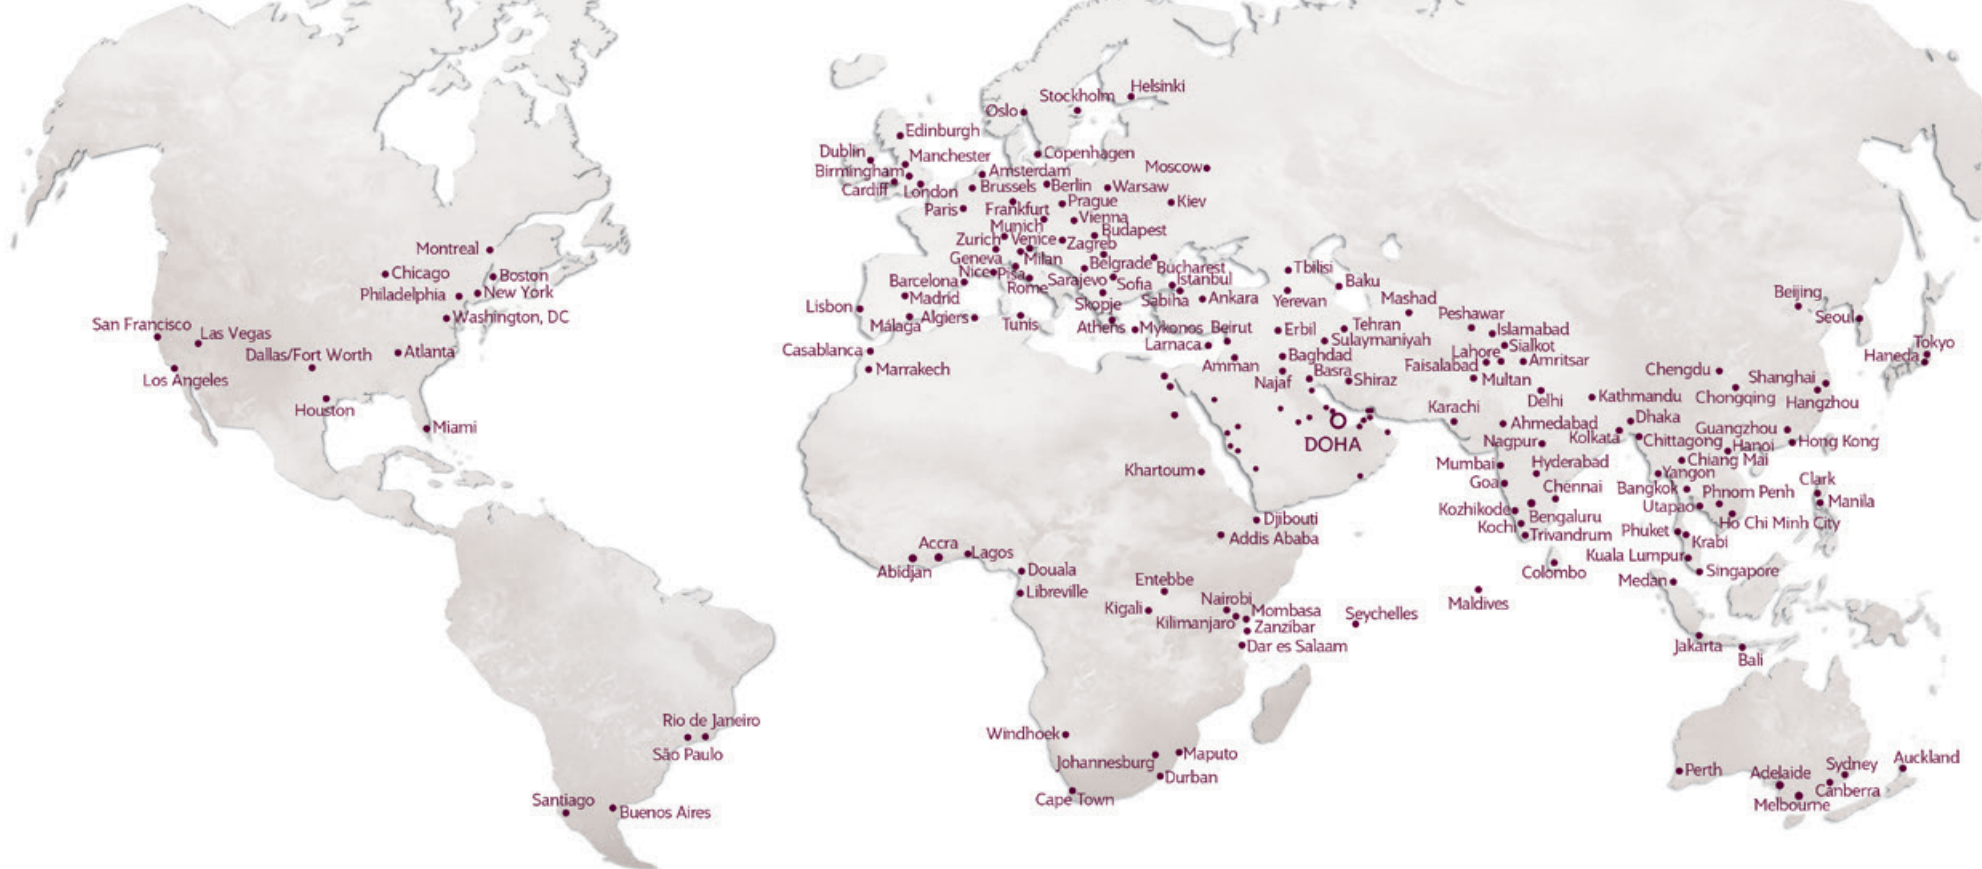 Montreal
Chicago
Boston
Philadelphia
New York
Washington, DC
San Francisco
Las Vegas
Dallas/Fort Worth
Atlanta
Los Angeles
Houston
Miami
Rio de Janeiro
São Paulo
Santiago
Buenos Aires
Helsinki
Stockholm
Oslo
Edinburgh
Dublin
Manchester
Copenhagen
Birmingham
Amsterdam
Moscow
Cardiff
London
Brussels
Berlin
Warsaw
Paris
Frankfurt
Prague
Kiev
Munich
Vienna
Budapest
Zurich
Venice
Zagreb
Geneva
Milan
Belgrade
Bucharest
Nice
Pisa
Barcelona
Rome
Sarajevo
Sofia
Istanbul
Madrid
Skopje
Sabiha
Ankara
Lisbon
Málaga
Algiers
Tunis
Athens
Mykonos
Beirut
Larnaca
Casablanca
Marrakech
Tbilisi
Baku
Yerevan
Mashad
Erbil
Tehran
Sulaymaniyah
Amman
Baghdad
Najaf
Basra
Shiraz
DOHA
Peshawar
Islamabad
Sialkot
Lahore
Faisalabad
Amritsar
Multan
Delhi
Karachi
Kathmandu
Ahmedabad
Dhaka
Nagpur
Kolkata
Chittagong
Mumbai
Hyderabad
Goa
Chennai
Kozhikode
Bengaluru
Kochi
Trivandrum
Colombo
Maldives
Beijing
Seoul
Tokyo
Haneda
Chengdu
Shanghai
Chongqing
Hangzhou
Guangzhou
Hanoi
Hong Kong
Chiang Mai
Yangon
Bangkok
Phnom Penh
Clark
Utapao
Manila
Ho Chi Minh City
Phuket
Krabi
Kuala Lumpur
Medan
Singapore
Jakarta
Bali
Khartoum
Djibouti
Addis Ababa
Accra
Lagos
Abidjan
Douala
Libreville
Entebbe
Kigali
Nairobi
Mombasa
Kilimanjaro
Zanzibar
Seychelles
Dar es Salaam
Windhoek
Johannesburg
Maputo
Durban
Cape Town
Perth
Adelaide
Sydney
Auckland
Canberra
Melbourne